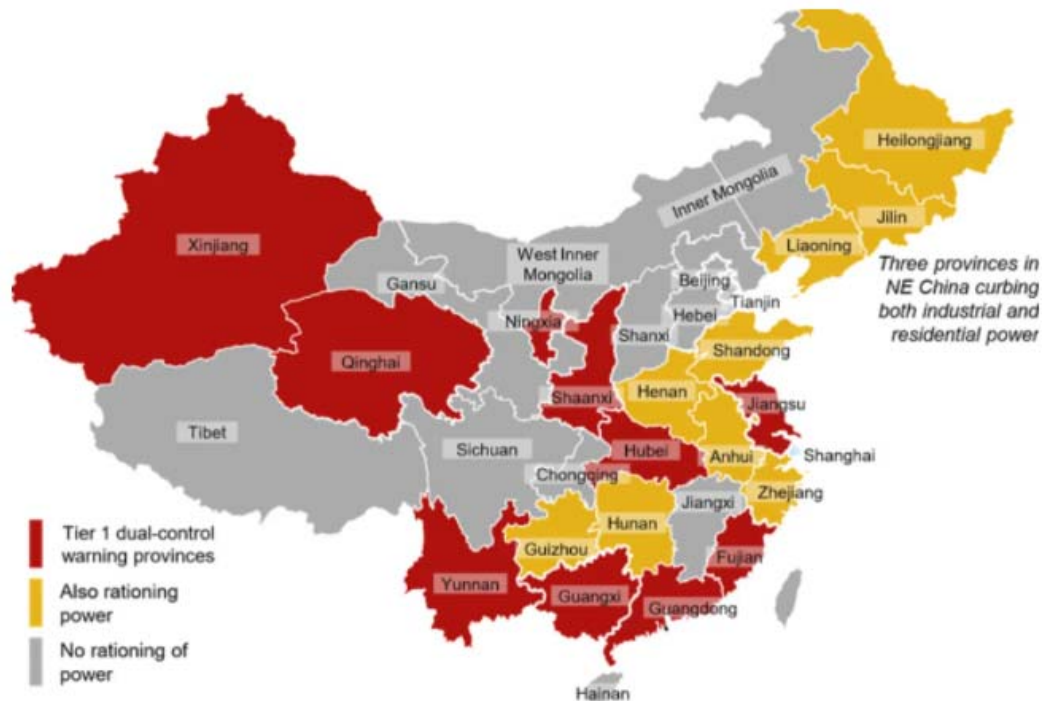 Heilongjiang
Inner Mongolia
Jilin
Xinjiang
Liaoning
West Inner
Mongolia
Three provinces in
NE China curbing
both industrial and
residential power
Gansu
Beijing
Tianjin
Ningxia
Hebei
Shanxi
Shandong
Qinghai
Henan
Shaanxi
Jiangsu
Tibet
Sichuan
Hubei
Anhui
Shanghai
Chongqing
Zhejiang
Jiangxi
Hunan
Guizhou
Fujian
Yunnan
Guangxi
Guangdong
Hainan
Tier 1 dual-control
warning provinces
Also rationing
power
No rationing of
power